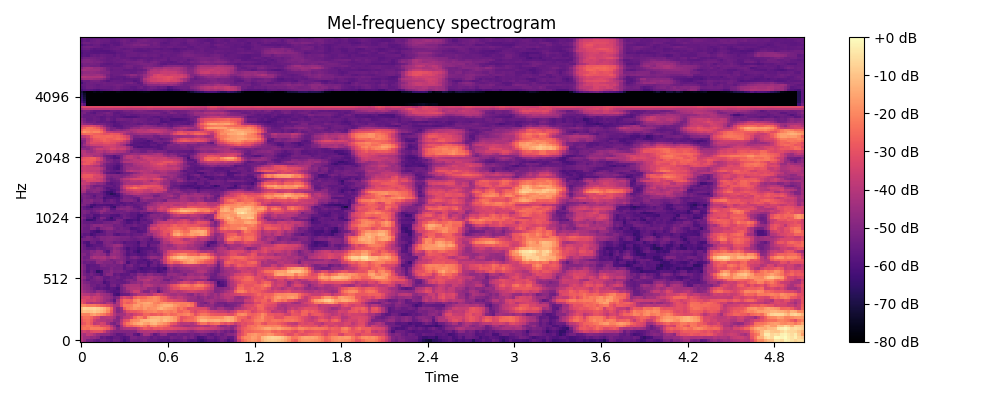 Mel-frequency spectrogram
Hz
4096
2048
1024
512
0
0 0.6 1.2 1.8 2.4 3 3.6 4.2 4.8
Time
+0 dB
-10 dB
-20 dB
-30 dB
-40 dB
-50 dB
-60 dB
-70 dB
-80 dB